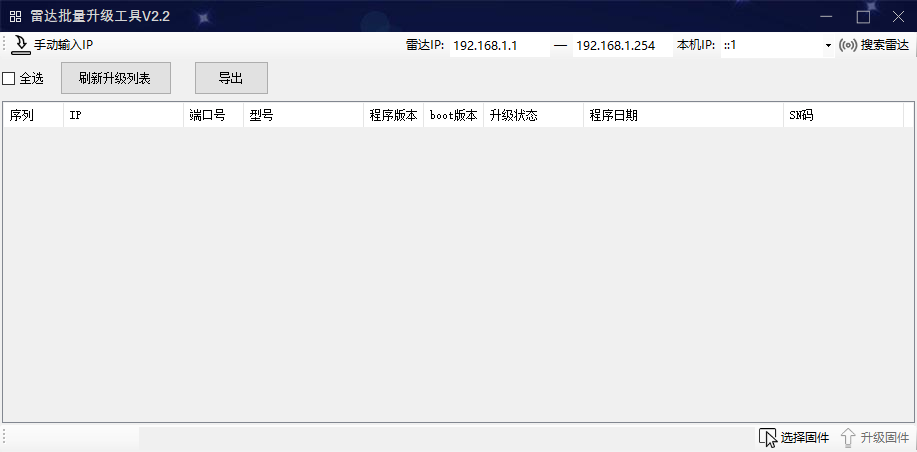 雷达批量升级工具V2.2
手动输入IP 雷达IP: 192.168.1.1 — 192.168.1.254 本机IP: ::1 搜索雷达
全选 刷新升级列表 导出
序列 IP 端口号 型号 程序版本 boot版本 升级状态 程序日期 SN码
选择固件 升级固件